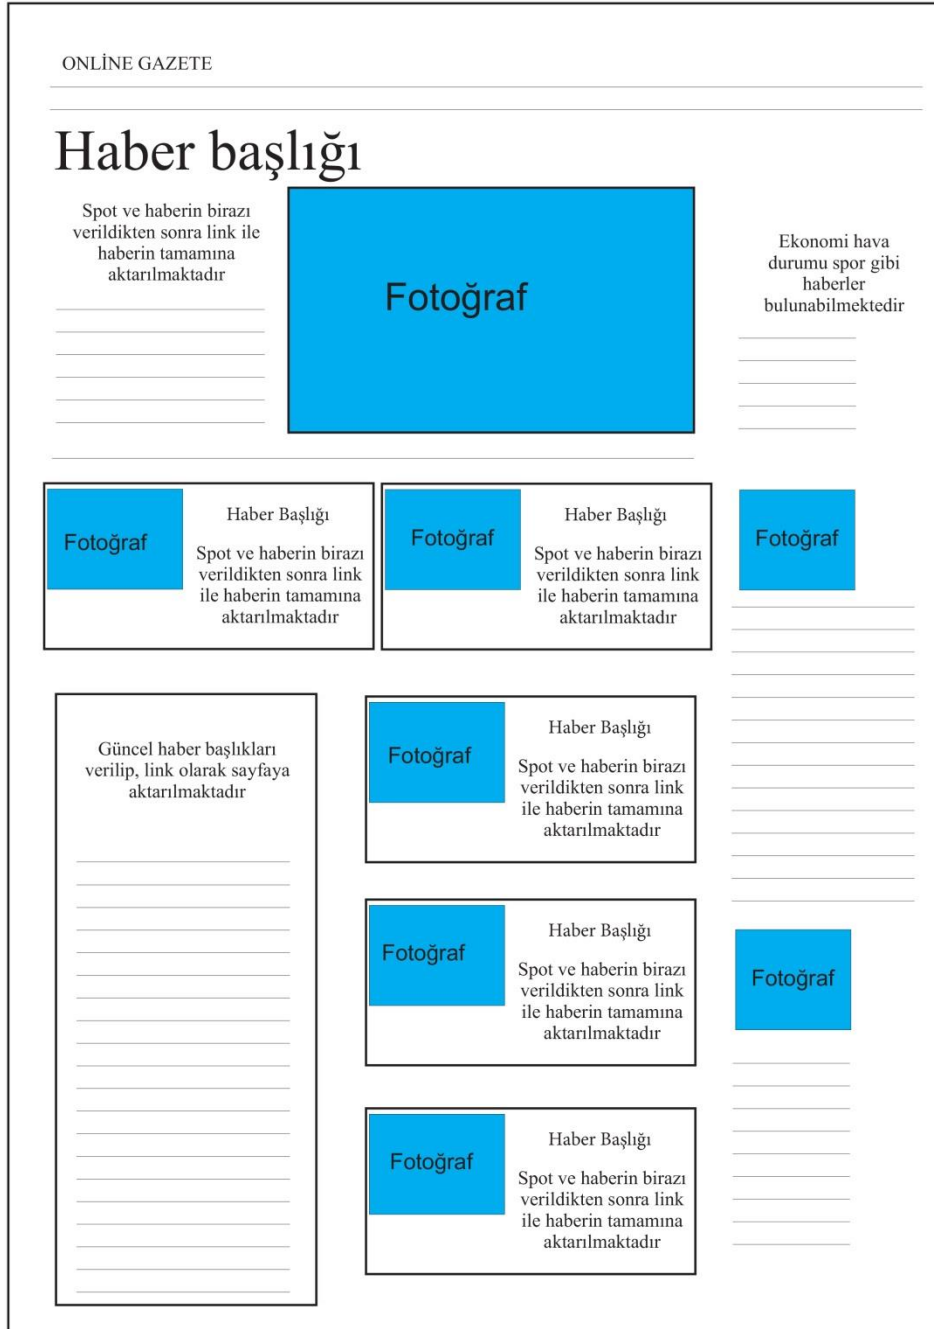 ONLİNE GAZETE
Haber başlığı
Spot ve haberin birazı
verildikten sonra link ile
haberin tamamına
aktarılmaktadır
Fotoğraf
Ekonomi hava
durumu spor gibi
haberler
bulunabilmektedir
Fotoğraf
Haber Başlığı
Spot ve haberin birazı
verildikten sonra link
ile haberin tamamına
aktarılmaktadır
Fotoğraf
Haber Başlığı
Spot ve haberin birazı
verildikten sonra link
ile haberin tamamına
aktarılmaktadır
Fotoğraf
Güncel haber başlıkları
verilip, link olarak sayfaya
aktarılmaktadır
Fotoğraf
Haber Başlığı
Spot ve haberin birazı
verildikten sonra link
ile haberin tamamına
aktarılmaktadır
Fotoğraf
Haber Başlığı
Spot ve haberin birazı
verildikten sonra link
ile haberin tamamına
aktarılmaktadır
Fotoğraf
Fotoğraf
Haber Başlığı
Spot ve haberin birazı
verildikten sonra link
ile haberin tamamına
aktarılmaktadır